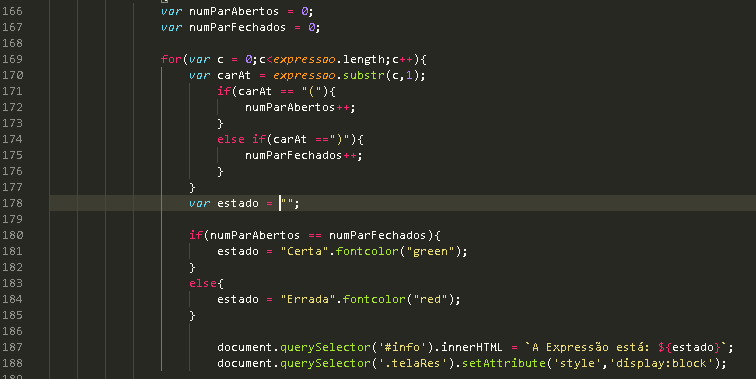 166 var numParAbertos = 0;
167 var numParFechados = 0;
168
169 for(var c = 0;c<expressao.length;c++){
170 var carAt = expressao.substr(c,1);
171 if(carAt == "("){
172 numParAbertos++;
173 }
174 else if(carAt ==")"){
175 numParFechados++;
176 }
177 }
178 var estado = "";
179
180 if(numParAbertos == numParFechados){
181 estado = "Certa".fontcolor("green");
182 }
183 else{
184 estado = "Errada".fontcolor("red");
185 }
186
187 document.querySelector('#info').innerHTML = `A Expressão está: ${estado}`;
188 document.querySelector('.telaRes').setAttribute('style','display:block');